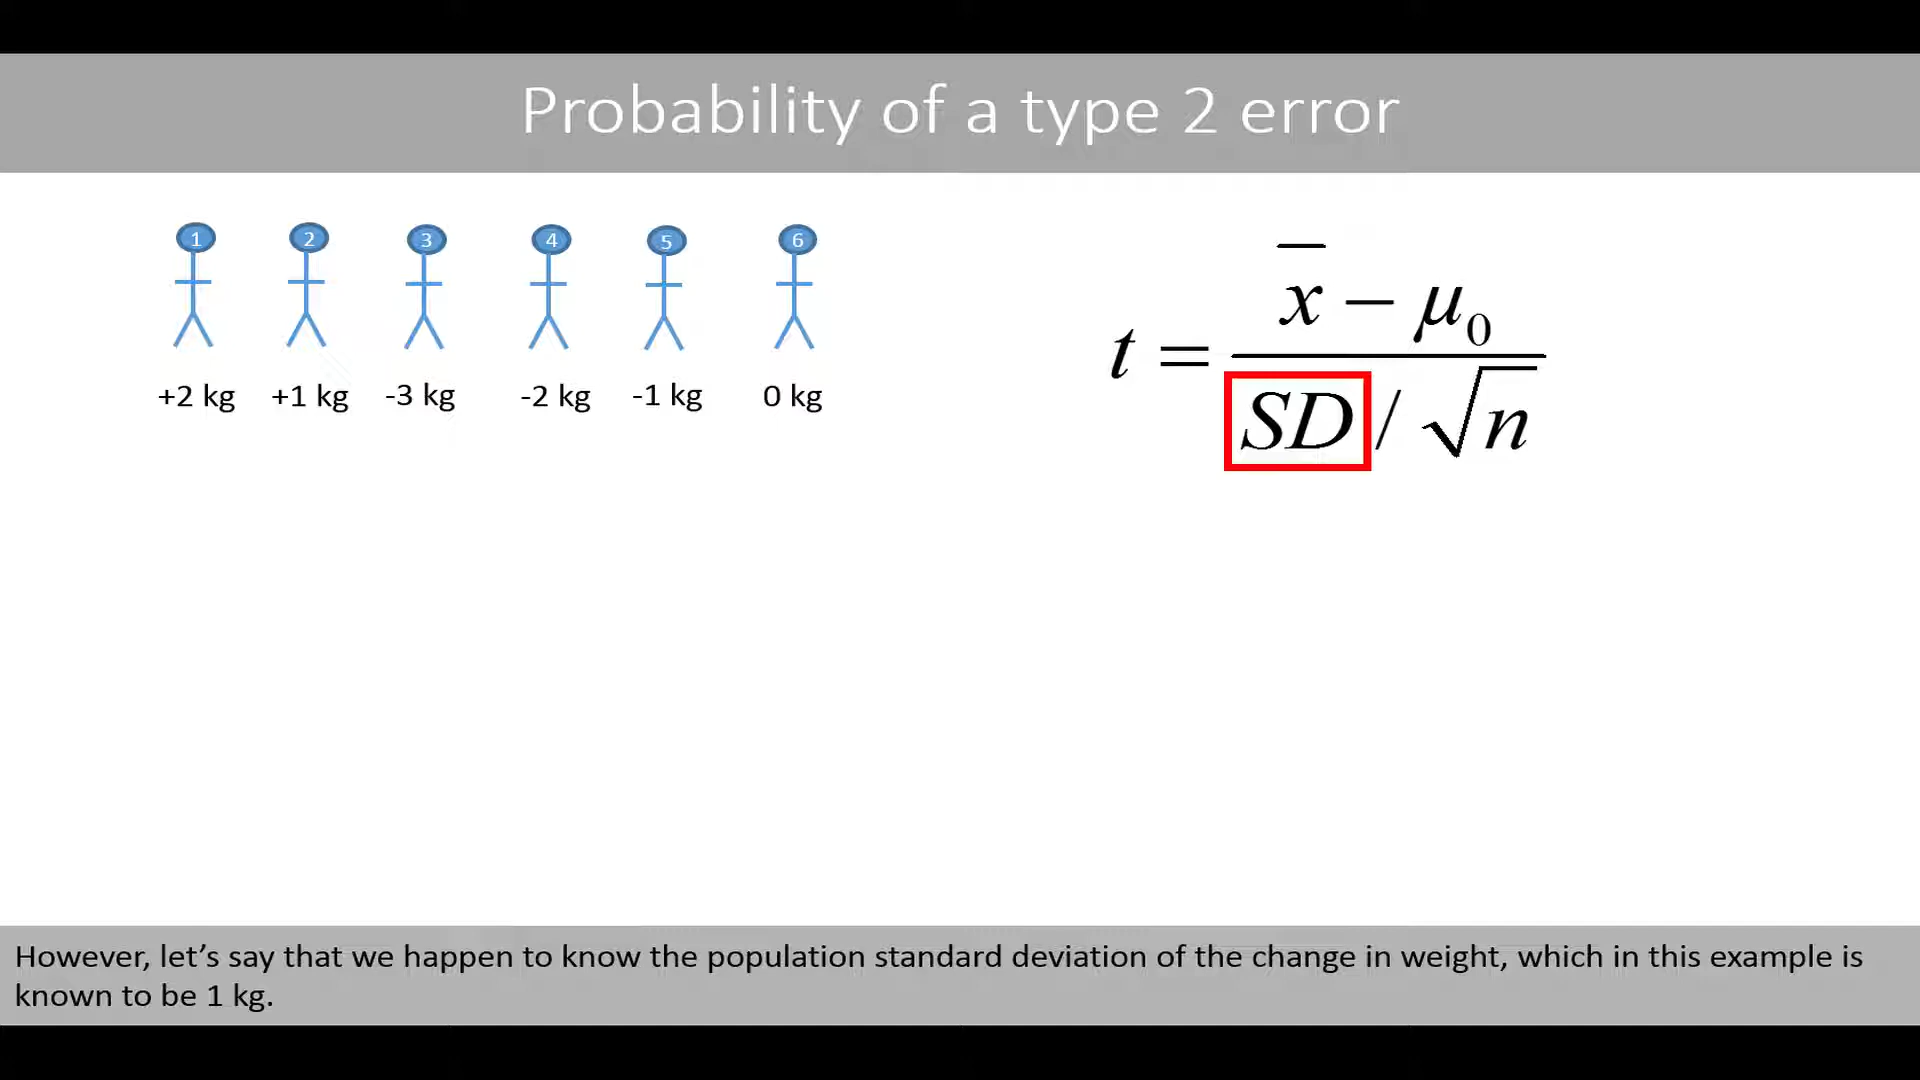 Probability of a type 2 error
1 2 3 4 5 6
+2 kg +1 kg -3 kg -2 kg -1 kg 0 kg
t = (x̄ − μ₀) / (SD / √n)
However, let’s say that we happen to know the population standard deviation of the change in weight, which in this example is
known to be 1 kg.